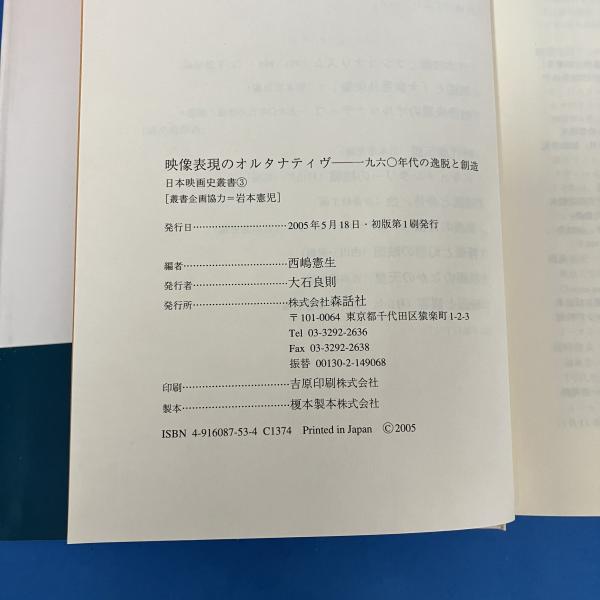 映像表現のオルタナティヴ――一九六〇年代の逸脱と創造
日本映画史叢書③
[叢書企画協力=岩本憲児]
発行日……………………………2005年5月18日・初版第1刷発行
編者…………………………………西嶋憲生
発行者………………………………大石良則
発行所………………………………株式会社森話社
〒101-0064 東京都千代田区猿楽町1-2-3
Tel 03-3292-2636
Fax 03-3292-2638
振替 00130-2-149068
印刷…………………………………吉原印刷株式会社
製本…………………………………榎本製本株式会社
ISBN 4-916087-53-4 C1374 Printed in Japan ©2005